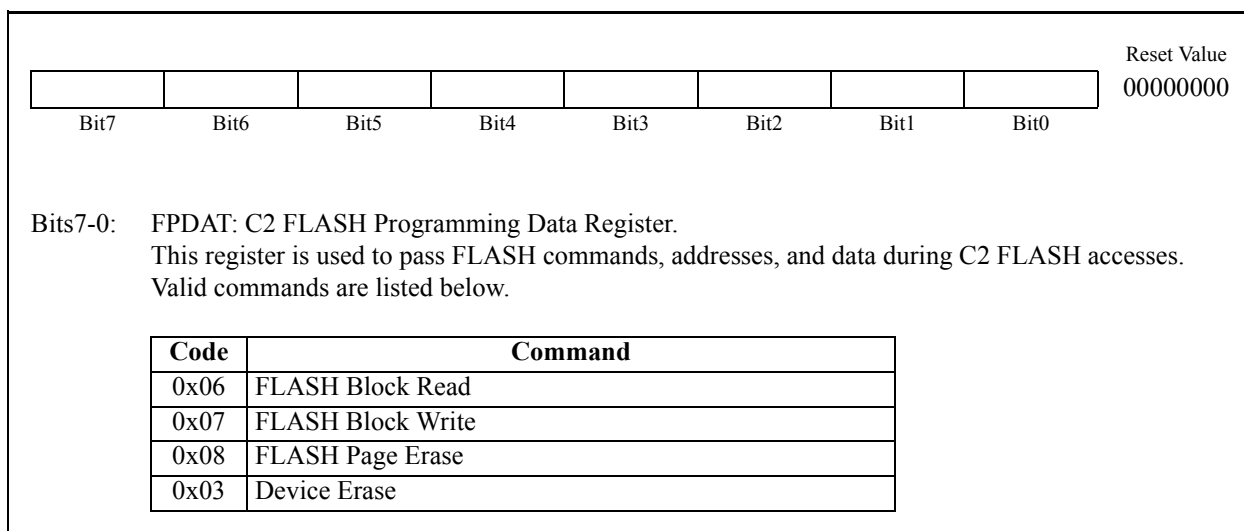 Reset Value
00000000
Bit7 Bit6 Bit5 Bit4 Bit3 Bit2 Bit1 Bit0
Bits7-0: FPDAT: C2 FLASH Programming Data Register.
This register is used to pass FLASH commands, addresses, and data during C2 FLASH accesses.
Valid commands are listed below.
Code Command
0x06 FLASH Block Read
0x07 FLASH Block Write
0x08 FLASH Page Erase
0x03 Device Erase